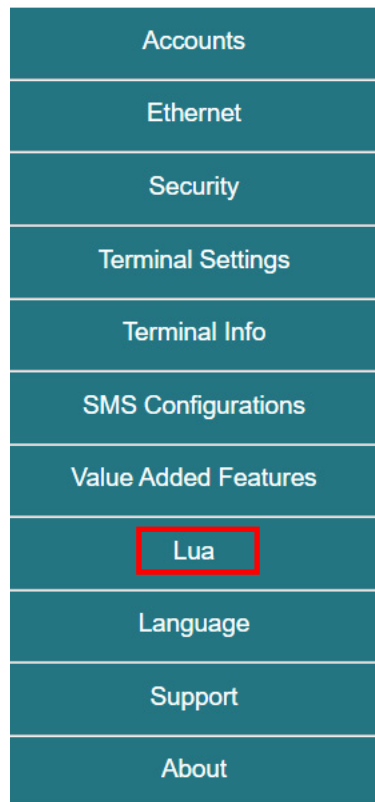 Accounts
Ethernet
Security
Terminal Settings
Terminal Info
SMS Configurations
Value Added Features
Lua
Language
Support
About